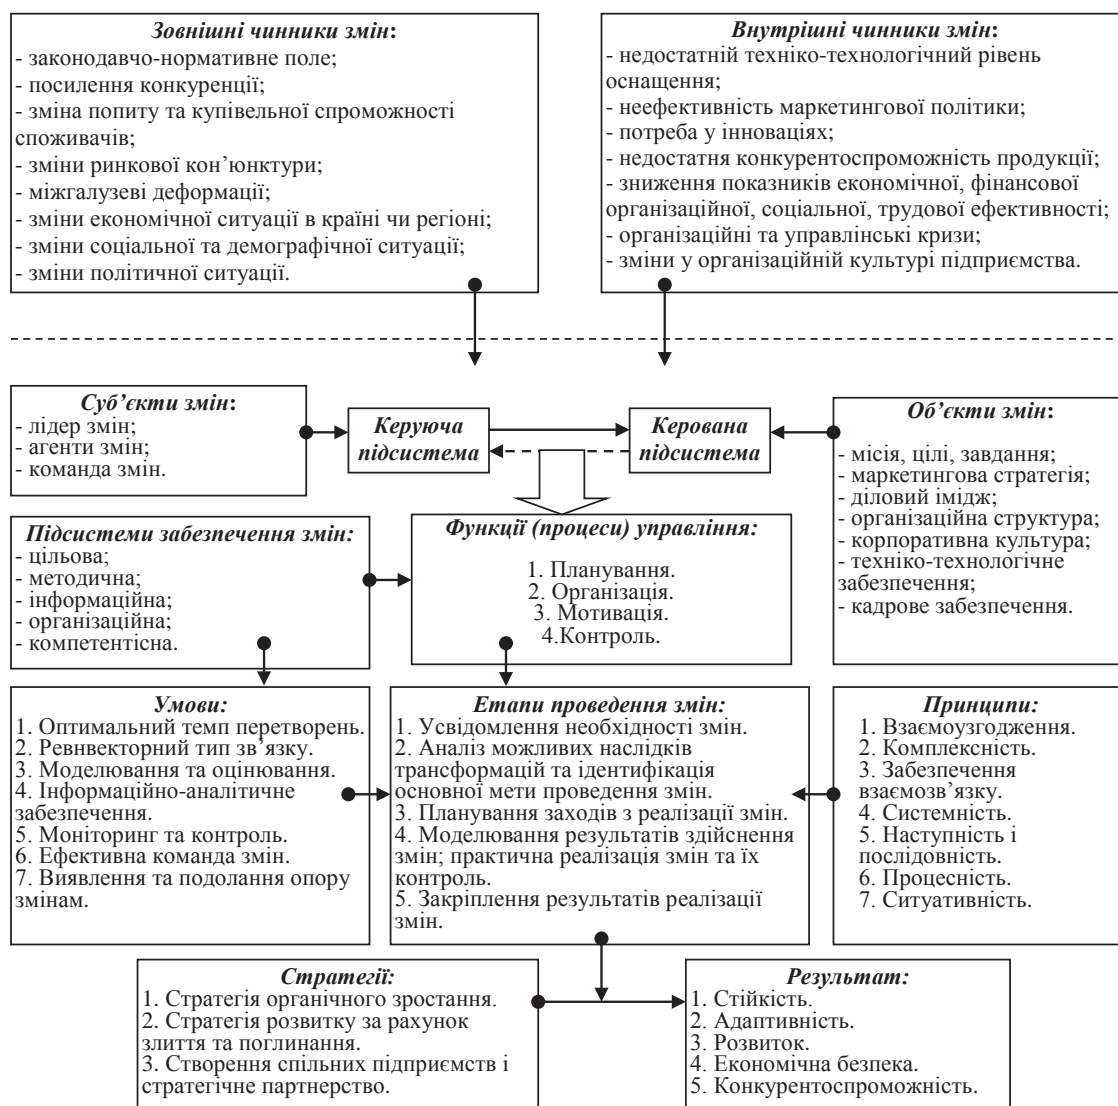 Зовнішні чинники змін:
- законодавчо-нормативне поле;
- посилення конкуренції;
- зміна попиту та купівельної спроможності
споживачів;
- зміни ринкової кон’юнктури;
- міжгалузеві деформації;
- зміни економічної ситуації в країні чи регіоні;
- зміни соціальної та демографічної ситуації;
- зміни політичної ситуації.
Внутрішні чинники змін:
- недостатній техніко-технологічний рівень
оснащення;
- неефективність маркетингової політики;
- потреба у інноваціях;
- недостатня конкурентоспроможність продукції;
- зниження показників економічної, фінансової
організаційної, соціальної, трудової ефективності;
- організаційні та управлінські кризи;
- зміни у організаційній культурі підприємства.
Суб’єкти змін:
- лідер змін;
- агенти змін;
- команда змін.
Керуюча
підсистема
Керована
підсистема
Об’єкти змін:
- місія, цілі, завдання;
- маркетингова стратегія;
- діловий імідж;
- організаційна структура;
- корпоративна культура;
- техніко-технологічне
забезпечення;
- кадрове забезпечення.
Підсистеми забезпечення змін:
- цільова;
- методична;
- інформаційна;
- організаційна;
- компетентісна.
Функції (процеси) управління:
1. Планування.
2. Організація.
3. Мотивація.
4.Контроль.
Умови:
1. Оптимальний темп перетворень.
2. Ревнвекторний тип зв’язку.
3. Моделювання та оцінювання.
4. Інформаційно-аналітичне
забезпечення.
5. Моніторинг та контроль.
6. Ефективна команда змін.
7. Виявлення та подолання опору
змінам.
Етапи проведення змін:
1. Усвідомлення необхідності змін.
2. Аналіз можливих наслідків
трансформацій та ідентифікація
основної мети проведення змін.
3. Планування заходів з реалізації змін.
4. Моделювання результатів здійснення
змін; практична реалізація змін та їх
контроль.
5. Закріплення результатів реалізації
змін.
Принципи:
1. Взаємоузгодження.
2. Комплексність.
3. Забезпечення
взаємозв’язку.
4. Системність.
5. Наступність і
послідовність.
6. Процесність.
7. Ситуативність.
Стратегії:
1. Стратегія органічного зростання.
2. Стратегія розвитку за рахунок
злиття та поглинання.
3. Створення спільних підприємств і
стратегічне партнерство.
Результат:
1. Стійкість.
2. Адаптивність.
3. Розвиток.
4. Економічна безпека.
5. Конкурентоспроможність.